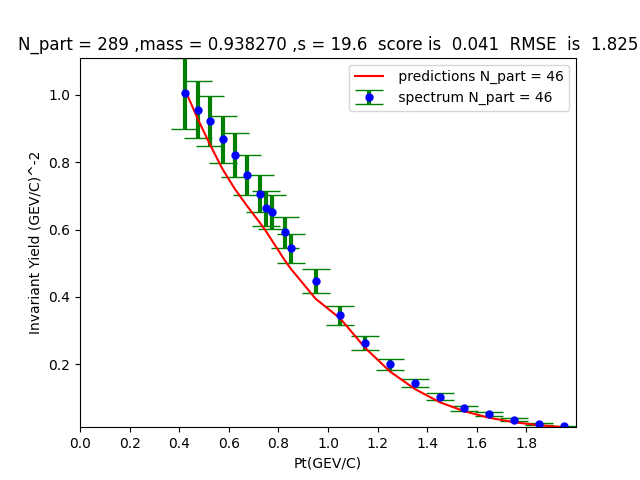 N_part = 289 ,mass = 0.938270 ,s = 19.6  score is  0.041  RMSE  is  1.825
predictions N_part = 46
spectrum N_part = 46
Invariant Yield (GEV/C)^-2
1.0
0.8
0.6
0.4
0.2
0.0 0.2 0.4 0.6 0.8 1.0 1.2 1.4 1.6 1.8
Pt(GEV/C)